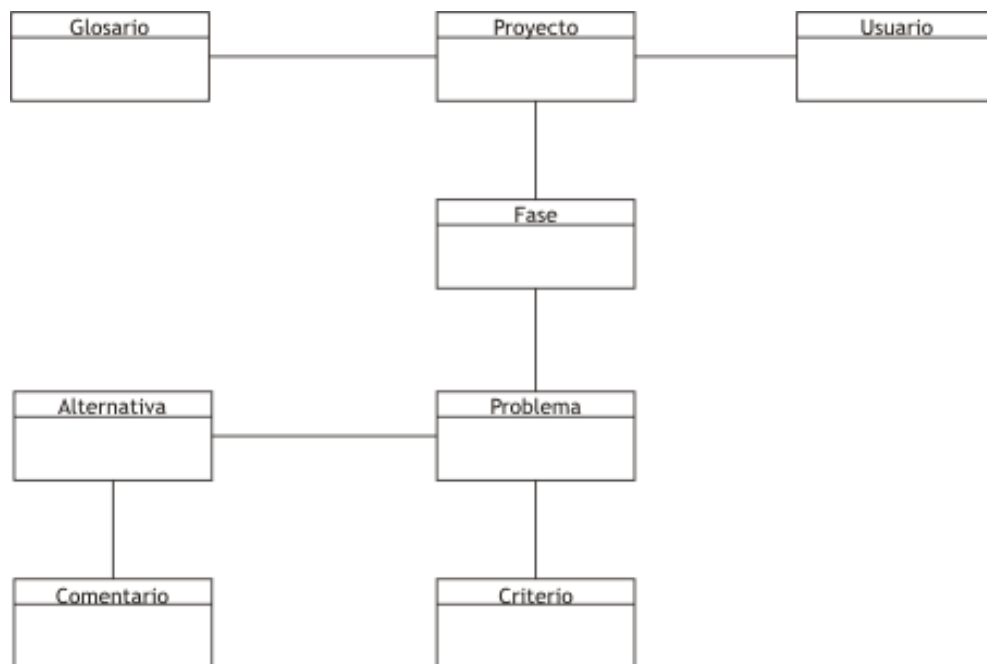 Glosario
Proyecto
Usuario
Fase
Alternativa
Problema
Comentario
Criterio